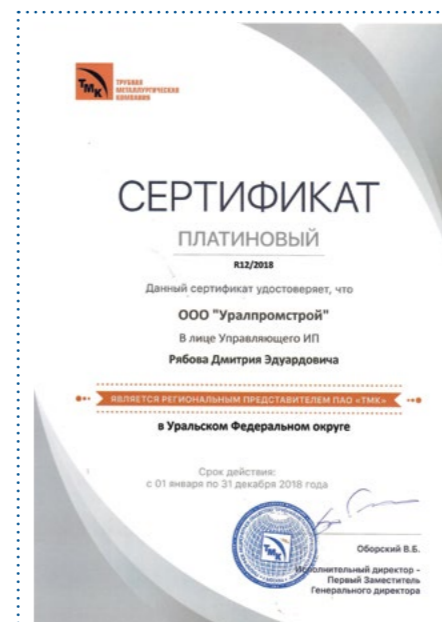 ТМК
ТРУБНАЯ
МЕТАЛЛУРГИЧЕСКАЯ
КОМПАНИЯ
СЕРТИФИКАТ
ПЛАТИНОВЫЙ
R12/2018
Данный сертификат удостоверяет, что
ООО "Уралпромстрой"
В лице Управляющего ИП
Рябова Дмитрия Эдуардовича
ЯВЛЯЕТСЯ РЕГИОНАЛЬНЫМ ПРЕДСТАВИТЕЛЕМ ПАО «ТМК»
в Уральском Федеральном округе
Срок действия:
с 01 января по 31 декабря 2018 года
ТМК
Оборский В.Б.
Исполнительный директор –
Первый Заместитель
Генерального директора